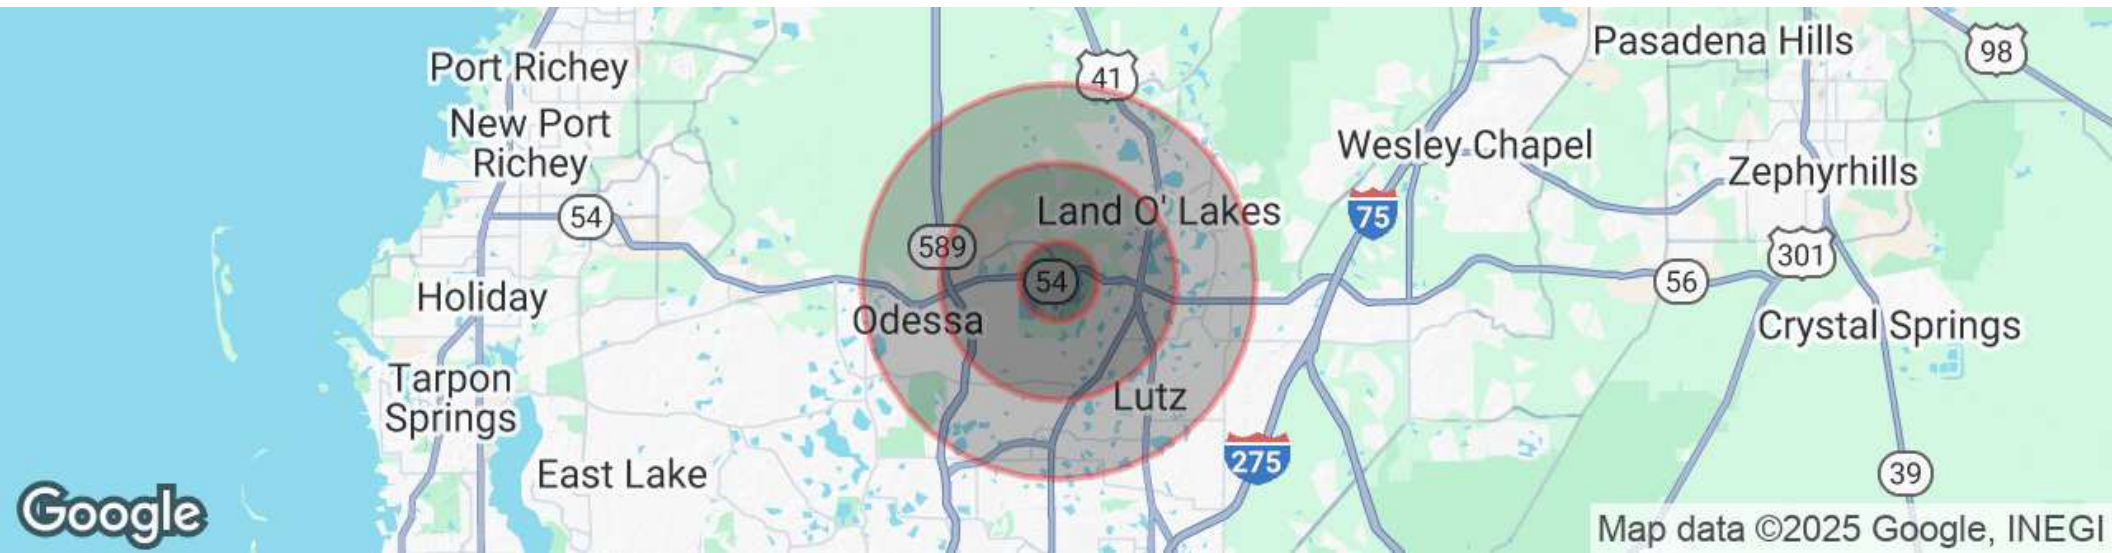 Port Richey
New Port
Richey
54
Holiday
Tarpon
Springs
East Lake
41
589
Land O' Lakes
54
Odessa
Lutz
Wesley Chapel
75
275
Pasadena Hills
98
Zephyrhills
301
56
Crystal Springs
39
Google
Map data ©2025 Google, INEGI